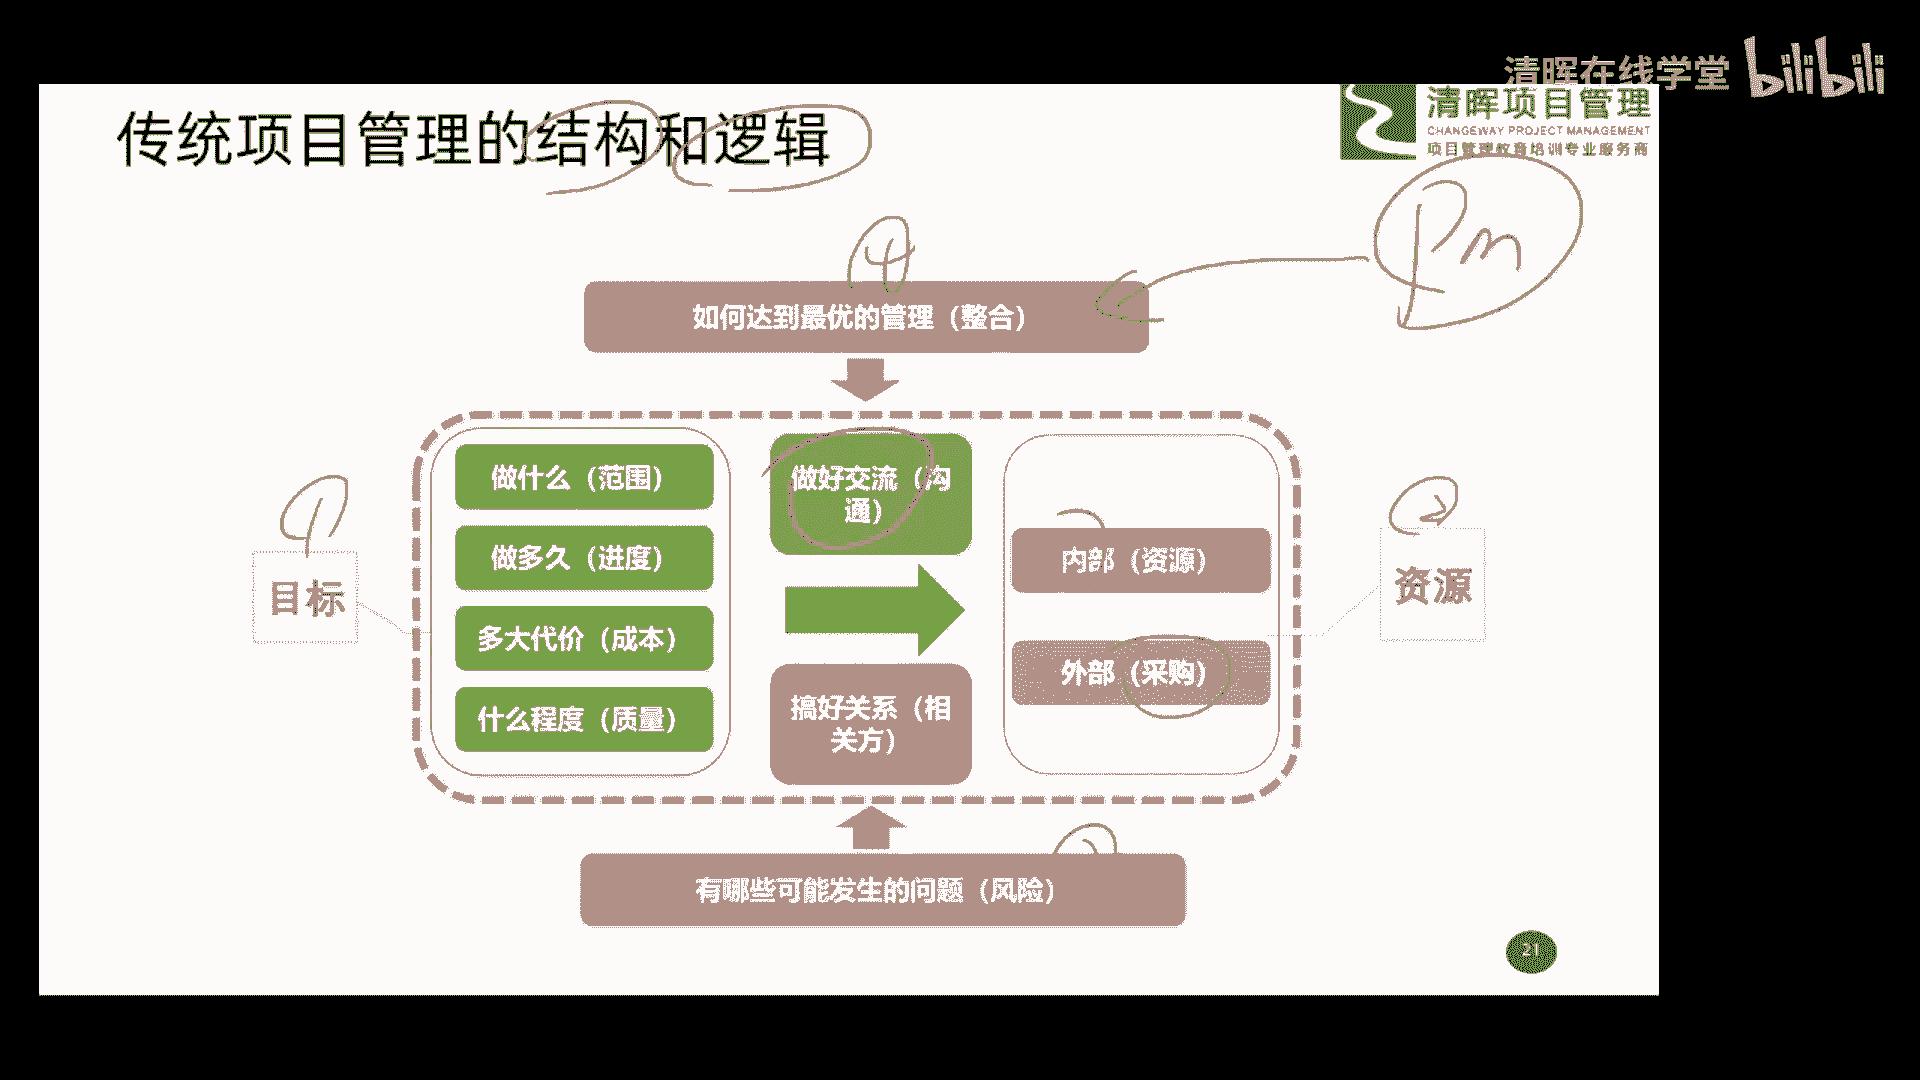 清晖在线学堂 bilibili
传统项目管理的结构和逻辑
清晖项目管理
CHANGEWAY PROJECT MANAGEMENT
项目管理教育培训专业服务商
Pm
4
如何达到最优的管理（整合）
1
目标
做什么（范围）
做多久（进度）
多大代价（成本）
什么程度（质量）
做好交流（沟
通）
搞好关系（相
关方）
内部（资源）
外部（采购）
2
资源
有哪些可能发生的问题（风险）
21